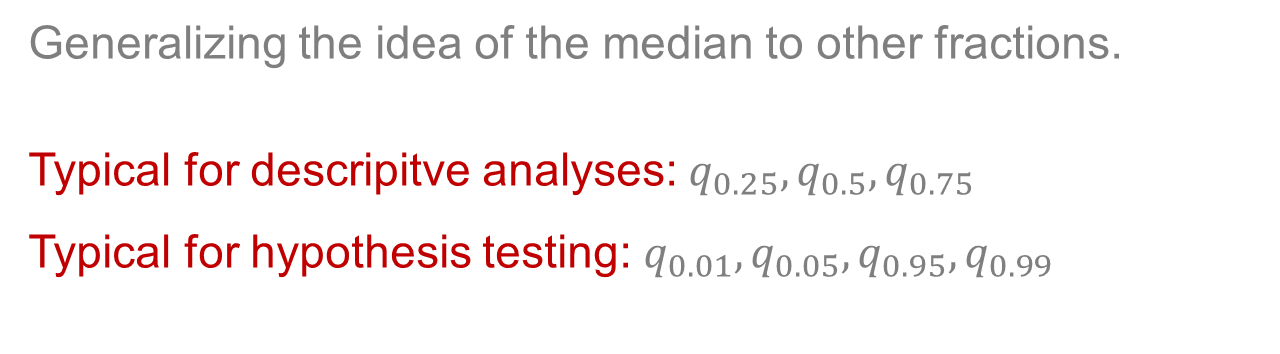 Generalizing the idea of the median to other fractions.
Typical for descripitve analyses: q0.25, q0.5, q0.75
Typical for hypothesis testing: q0.01, q0.05, q0.95, q0.99